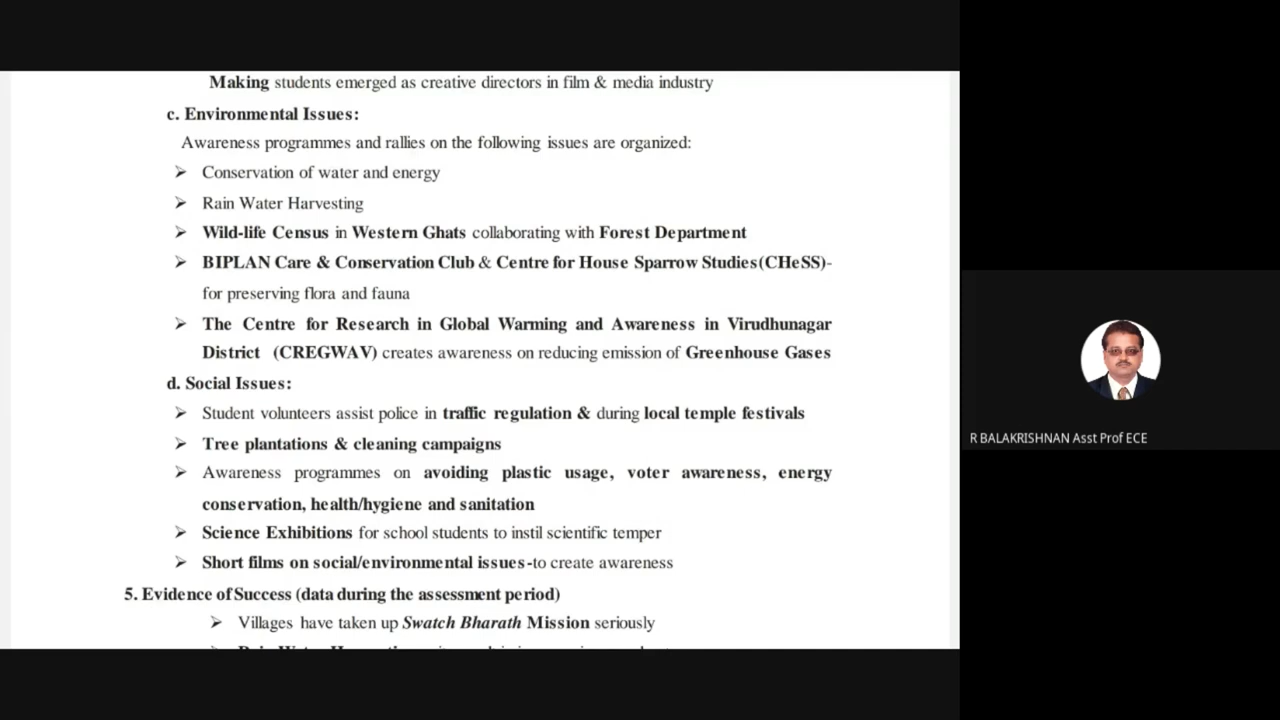 Making students emerged as creative directors in film & media industry
c. Environmental Issues:
Awareness programmes and rallies on the following issues are organized:
➢ Conservation of water and energy
➢ Rain Water Harvesting
➢ Wild-life Census in Western Ghats collaborating with Forest Department
➢ BIPLAN Care & Conservation Club & Centre for House Sparrow Studies(CHeSS)-
for preserving flora and fauna
➢ The Centre for Research in Global Warming and Awareness in Virudhunagar
District (CREGWAV) creates awareness on reducing emission of Greenhouse Gases
d. Social Issues:
➢ Student volunteers assist police in traffic regulation & during local temple festivals
➢ Tree plantations & cleaning campaigns
➢ Awareness programmes on avoiding plastic usage, voter awareness, energy
conservation, health/hygiene and sanitation
➢ Science Exhibitions for school students to instil scientific temper
➢ Short films on social/environmental issues-to create awareness
5. Evidence of Success (data during the assessment period)
➢ Villages have taken up Swatch Bharath Mission seriously
R BALAKRISHNAN Asst Prof ECE